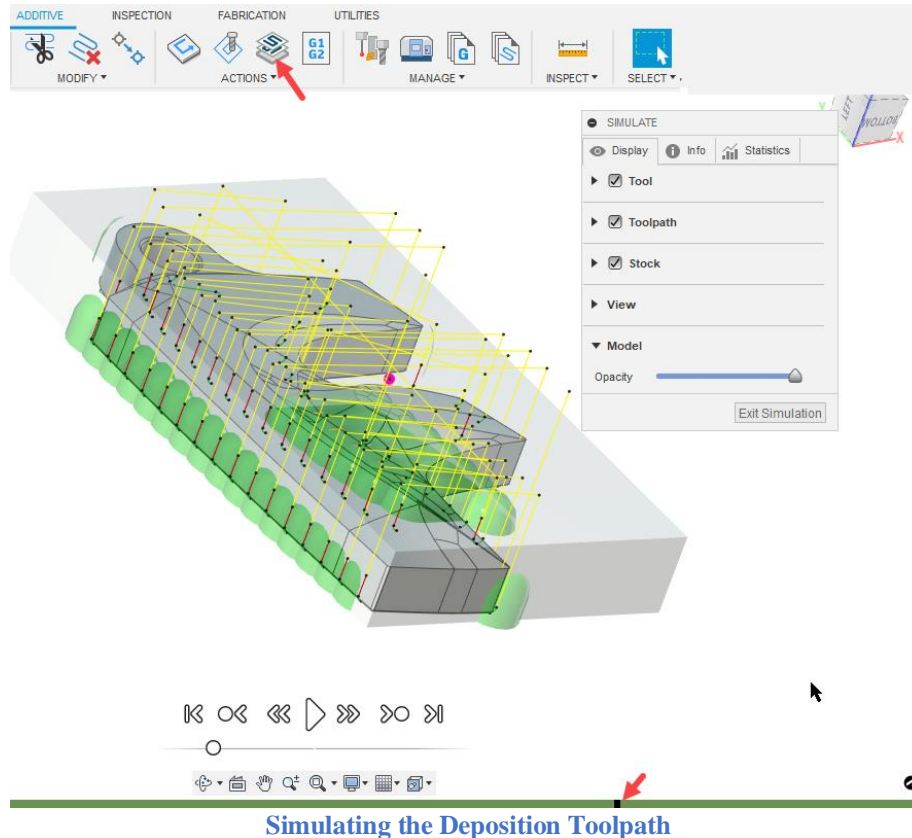 ADDITIVE INSPECTION FABRICATION UTILITIES
G1
G2
G
MODIFY ACTIONS MANAGE INSPECT SELECT
SIMULATE
Display Info Statistics
Tool
Toolpath
Stock
View
Model
Opacity
Exit Simulation
LEFT
BOTTOM
Y
X
Simulating the Deposition Toolpath